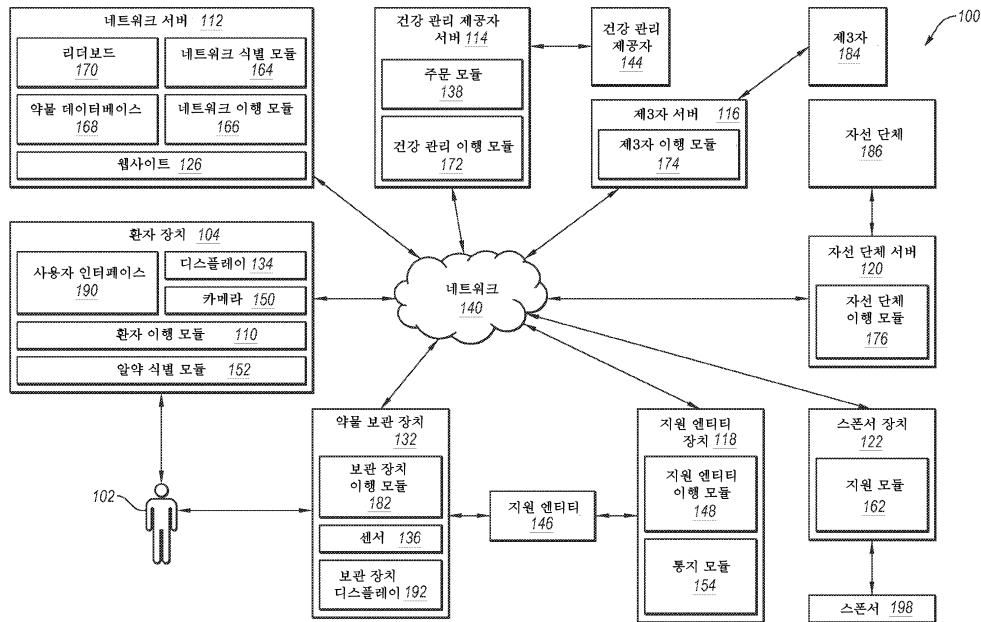 네트워크 서버 112
리더보드
170
네트워크 식별 모듈
164
약물 데이터베이스
168
네트워크 이행 모듈
166
웹사이트 126
건강 관리 제공자
서버 114
주문 모듈
138
건강 관리 이행 모듈
172
건강 관리
제공자
144
제3자
184
100
제3자 서버 116
제3자 이행 모듈
174
자선 단체
186
환자 장치 104
사용자 인터페이스
190
디스플레이 134
카메라 150
환자 이행 모듈 110
알약 식별 모듈 152
네트워크
140
자선 단체 서버
120
자선 단체
이행 모듈
176
102
약물 보관 장치
132
보관 장치
이행 모듈
182
센서 136
보관 장치
디스플레이 192
지원 엔티티
146
지원 엔티티
장치 118
지원 엔티티
이행 모듈
148
통지 모듈
154
스폰서 장치
122
지원 모듈
162
스폰서 198